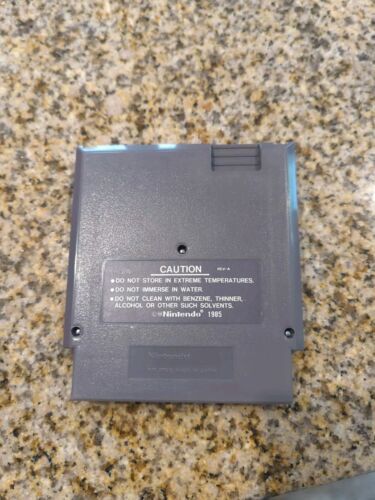 CAUTION REV-A
•DO NOT STORE IN EXTREME TEMPERATURES.
•DO NOT IMMERSE IN WATER.
•DO NOT CLEAN WITH BENZENE, THINNER,
ALCOHOL OR OTHER SUCH SOLVENTS.
©Nintendo® 1985
Nintendo